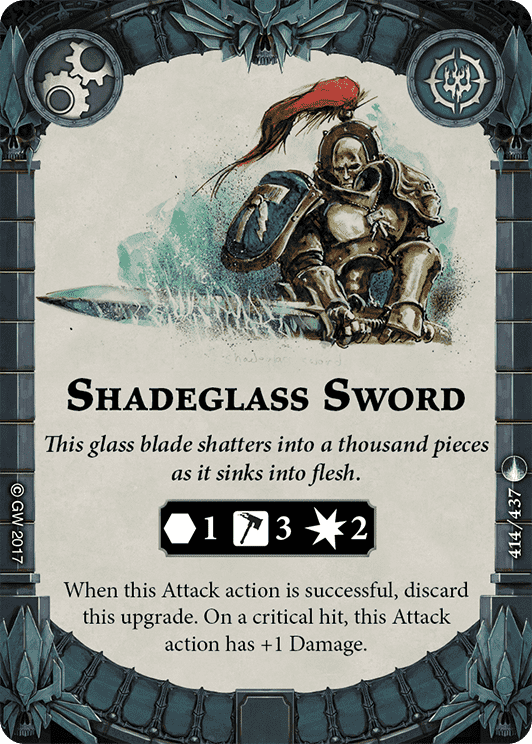 SHADEGLASS SWORD
This glass blade shatters into a thousand pieces
as it sinks into flesh.
1 3 2
When this Attack action is successful, discard
this upgrade. On a critical hit, this Attack
action has +1 Damage.
© GW 2017
414/437